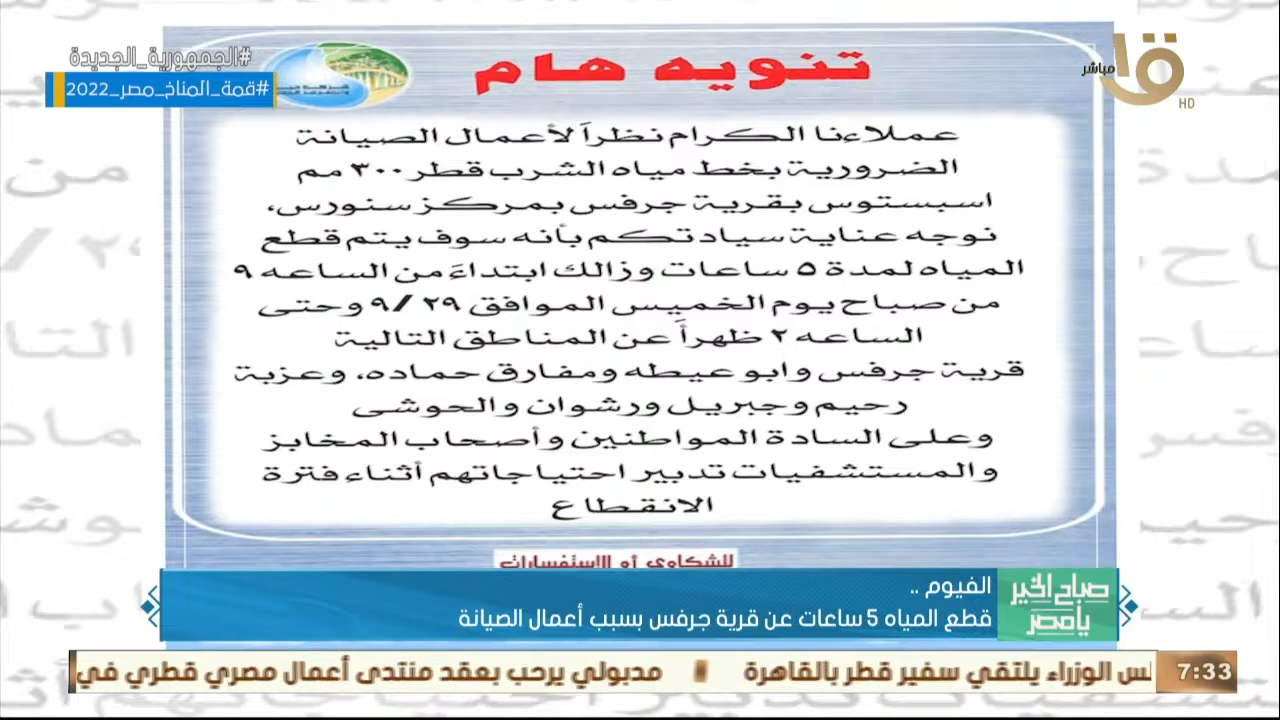 #الجمهورية_الجديدة
#قمة_المناخ_مصر_2022
مباشر
HD
تنويه هام
عملاءنا الكرام نظراً لأعمال الصيانة
الضرورية بخط مياه الشرب قطر ٣٠٠ مم
اسبستوس بقرية جرفس بمركز سنورس،
نوجه عناية سيادتكم بأنه سوف يتم قطع
المياه لمدة ٥ ساعات وزالك ابتداءَ من الساعه ٩
من صباح يوم الخميس الموافق ٢٩ /٩ وحتى
الساعه ٢ ظهراً عن المناطق التالية
قرية جرفس وابو عيطه ومفارق حماده، وعزبة
رحيم وجبريل ورشوان والحوشى
وعلى السادة المواطنين وأصحاب المخابز
والمستشفيات تدبير احتياجاتهم أثناء فترة
الانقطاع
للشكاوى أو الاستفسارات
صباح الخير
يا مصر
الفيوم ..
قطع المياه 5 ساعات عن قرية جرفس بسبب أعمال الصيانة
7:33
لس الوزراء يلتقي سفير قطر بالقاهرة
مدبولي يرحب بعقد منتدى أعمال مصري قطري في